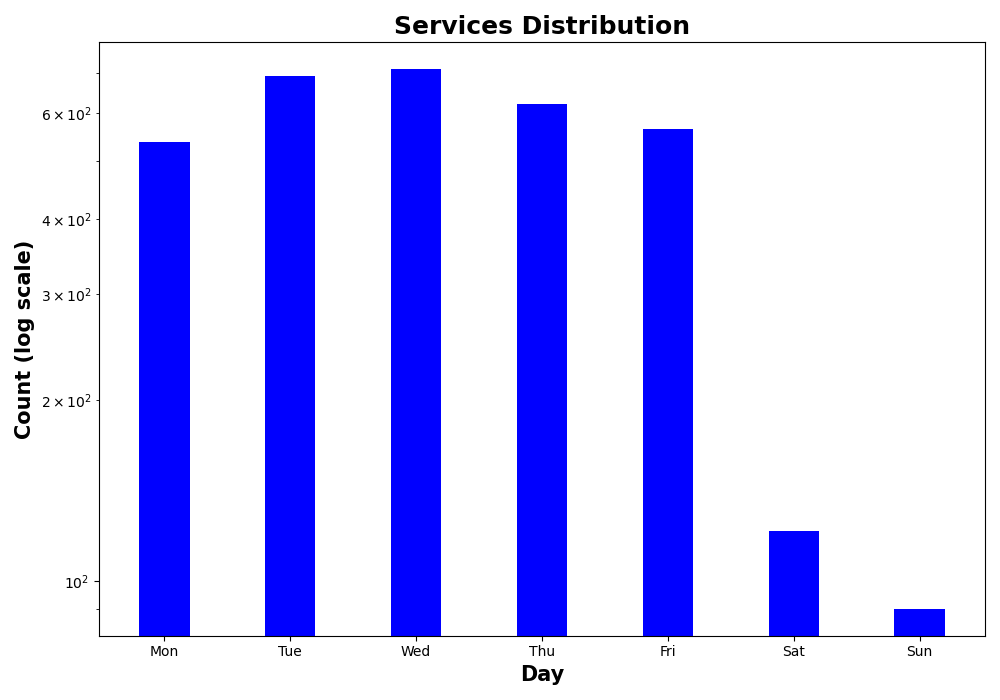 Services Distribution
Count (log scale)
6 × 10²
4 × 10²
3 × 10²
2 × 10²
10²
Mon Tue Wed Thu Fri Sat Sun
Day